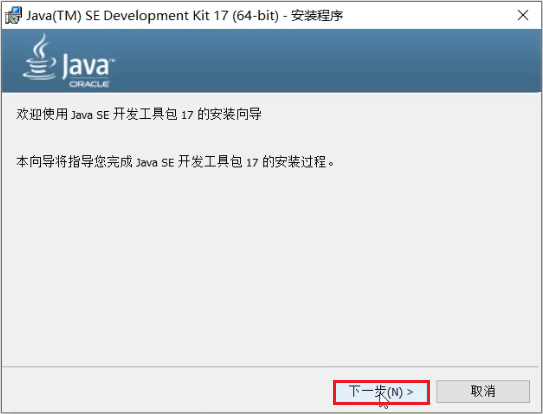 Java(TM) SE Development Kit 17 (64-bit) - 安装程序
Java™
ORACLE
欢迎使用 Java SE 开发工具包 17 的安装向导
本向导将指导您完成 Java SE 开发工具包 17 的安装过程。
下一步(N) >
取消